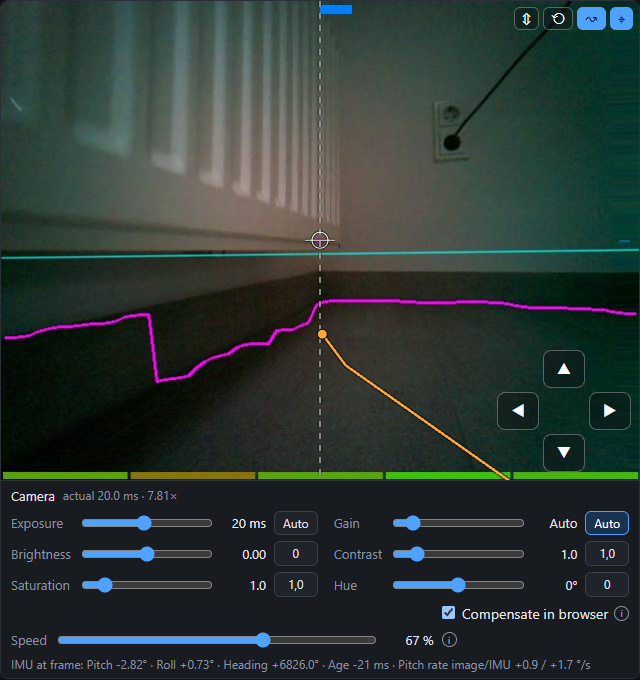 Camera actual 20.0 ms · 7.81×
Exposure 20 ms Auto Gain Auto Auto
Brightness 0.00 0 Contrast 1.0 1,0
Saturation 1.0 1,0 Hue 0° 0
Compensate in browser
Speed 67 %
IMU at frame: Pitch -2.82° · Roll +0.73° · Heading +6826.0° · Age -21 ms · Pitch rate image/IMU +0.9 / +1.7 °/s